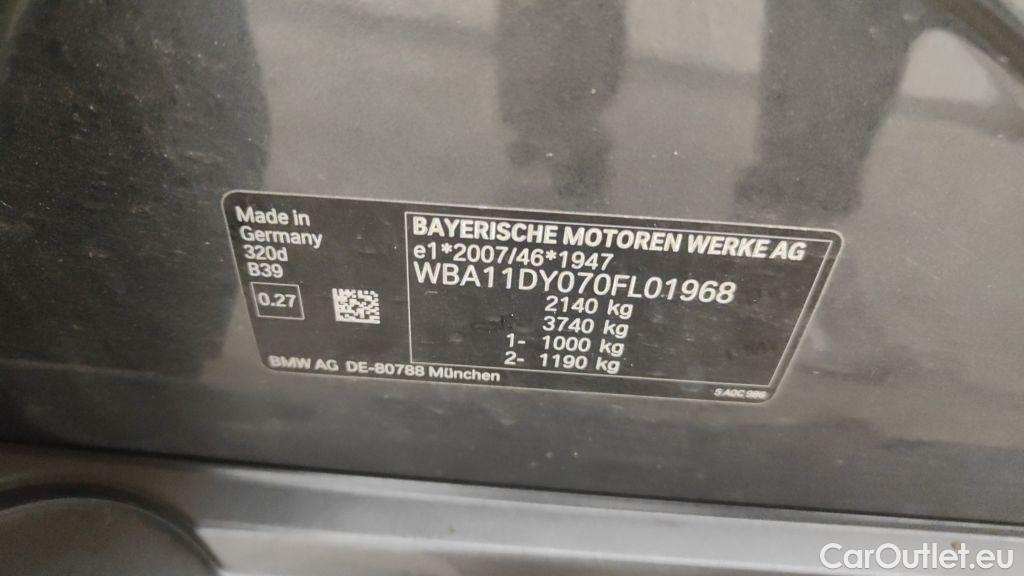 Made in
Germany
320d
B39
0.27
BMW AG DE-80788 München
BAYERISCHE MOTOREN WERKE AG
e1*2007/46*1947
WBA11DY070FL01968
2140 kg
3740 kg
1- 1000 kg
2- 1190 kg
CarOutlet.eu